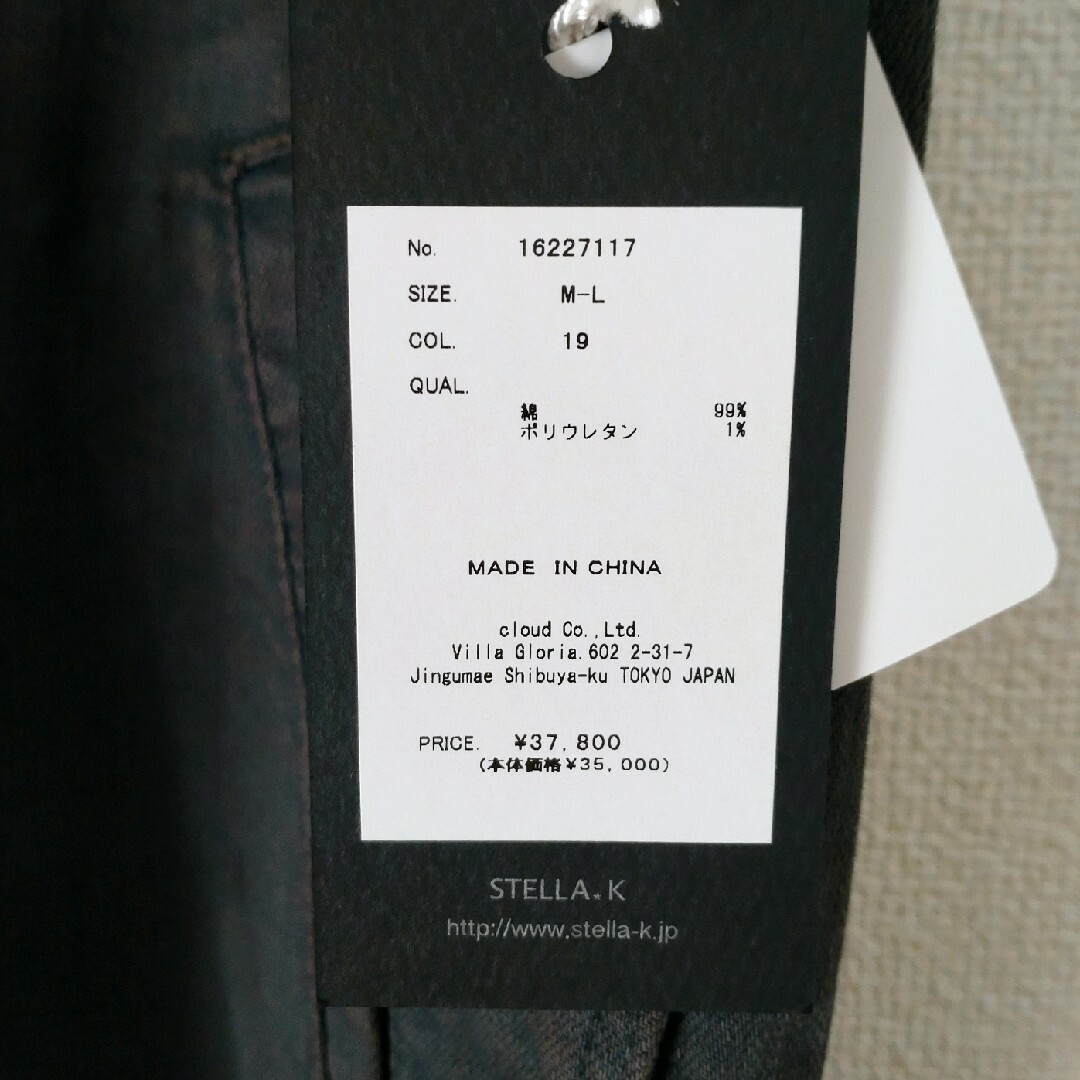 No. 16227117
SIZE. M-L
COL. 19
QUAL.
綿 99%
ポリウレタン 1%
MADE IN CHINA
cloud Co.,Ltd.
Villa Gloria.602 2-31-7
Jingumae Shibuya-ku TOKYO JAPAN
PRICE. ¥37,800
(本体価格¥35,000)
STELLA.K
http://www.stella-k.jp